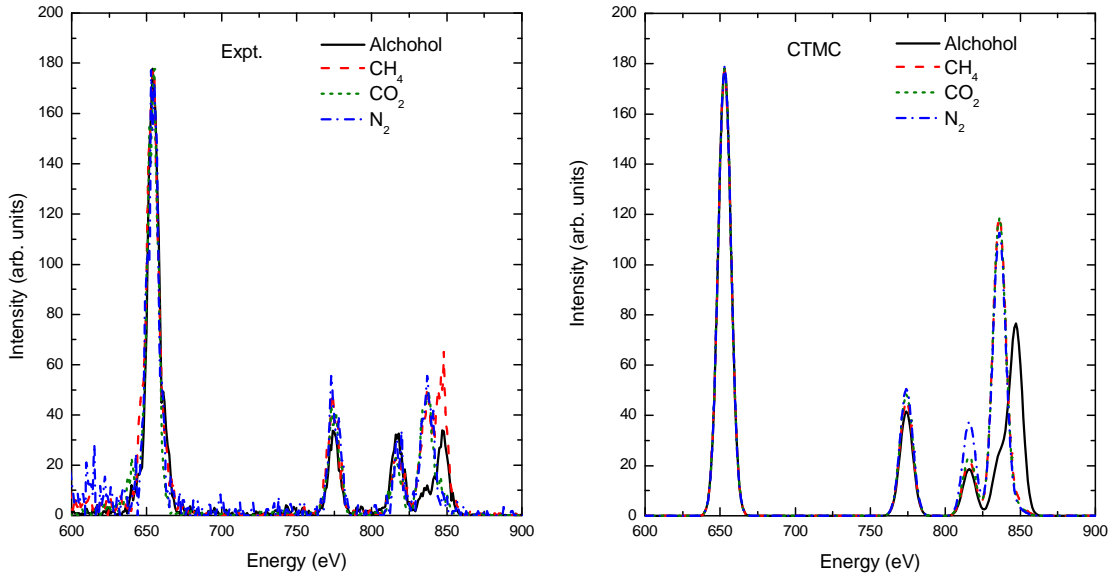 Expt.
Alchohol
CH4
CO2
N2
200
180
160
140
120
100
80
60
40
20
0
Intensity (arb. units)
600
650
700
750
800
850
900
Energy (eV)
CTMC
Alchohol
CH4
CO2
N2
200
180
160
140
120
100
80
60
40
20
0
Intensity (arb. units)
600
650
700
750
800
850
900
Energy (eV)